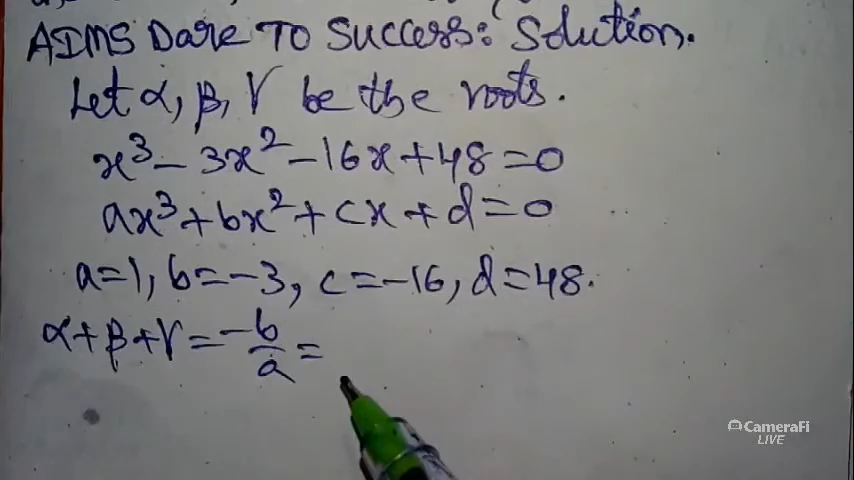 ADMS Dare To Success: Solution.
Let α, β, γ be the roots.
x³ - 3x² - 16x + 48 = 0
ax³ + bx² + cx + d = 0
a = 1, b = -3, c = -16, d = 48.
α + β + γ = -b/a =
CameraFi
LIVE